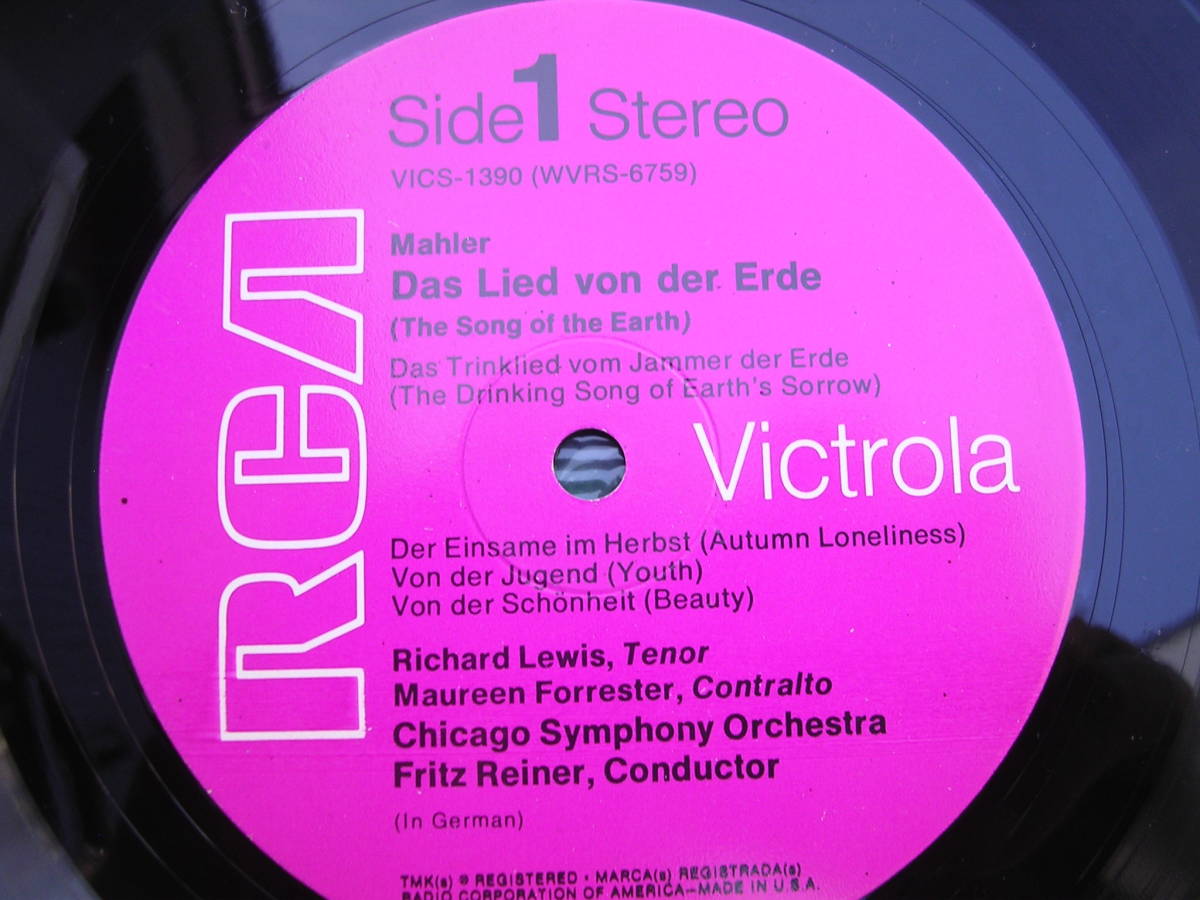 Side 1 Stereo
VICS-1390 (WVRS-6759)
Mahler
Das Lied von der Erde
(The Song of the Earth)
Das Trinklied vom Jammer der Erde
(The Drinking Song of Earth's Sorrow)
RCA
Victrola
Der Einsame im Herbst (Autumn Loneliness)
Von der Jugend (Youth)
Von der Schönheit (Beauty)
Richard Lewis, Tenor
Maureen Forrester, Contralto
Chicago Symphony Orchestra
Fritz Reiner, Conductor
(In German)
TMK(s) ® REGISTERED • MARCA(s) REGISTRADA(s)
RADIO CORPORATION OF AMERICA—MADE IN U.S.A.